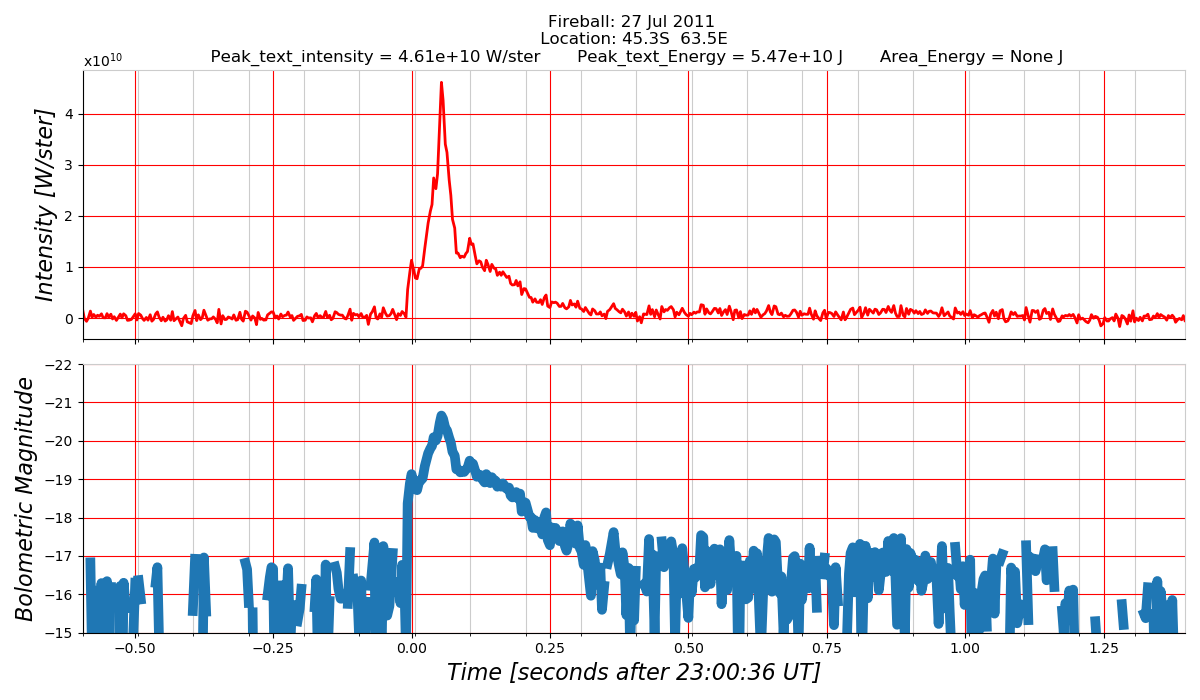 Fireball: 27 Jul 2011
Location: 45.3S  63.5E
Peak_text_intensity = 4.61e+10 W/ster       Peak_text_Energy = 5.47e+10 J       Area_Energy = None J
x10¹⁰
Intensity [W/ster]
4
3
2
1
0
Bolometric Magnitude
−22
−21
−20
−19
−18
−17
−16
−15
−0.50 −0.25 0.00 0.25 0.50 0.75 1.00 1.25
Time [seconds after 23:00:36 UT]